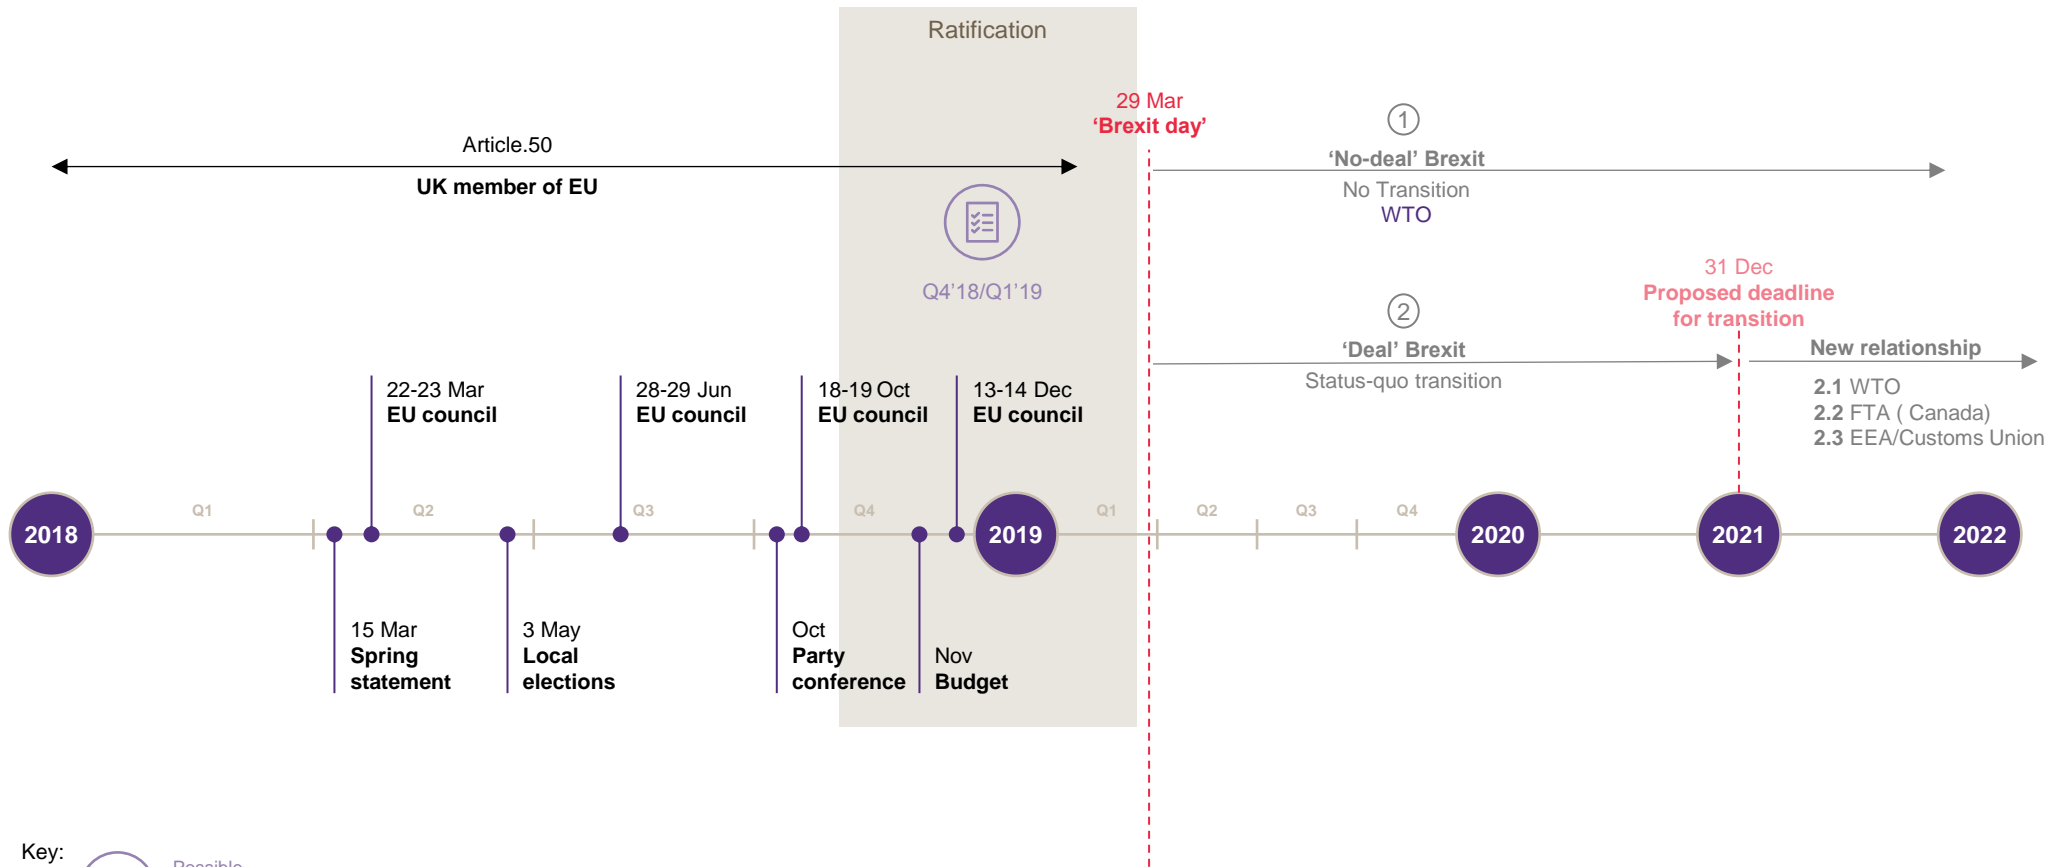 Ratification
29 Mar
‘Brexit day’
Article.50
UK member of EU
1
‘No-deal’ Brexit
No Transition
WTO
Q4’18/Q1’19
31 Dec
Proposed deadline
for transition
2
‘Deal’ Brexit
Status-quo transition
New relationship
2.1 WTO
2.2 FTA ( Canada)
2.3 EEA/Customs Union
22-23 Mar
EU council
28-29 Jun
EU council
18-19 Oct
EU council
13-14 Dec
EU council
2018
Q1
Q2
Q3
Q4
2019
Q1
Q2
Q3
Q4
2020
2021
2022
15 Mar
Spring
statement
3 May
Local
elections
Oct
Party
conference
Nov
Budget
Key:
Possible